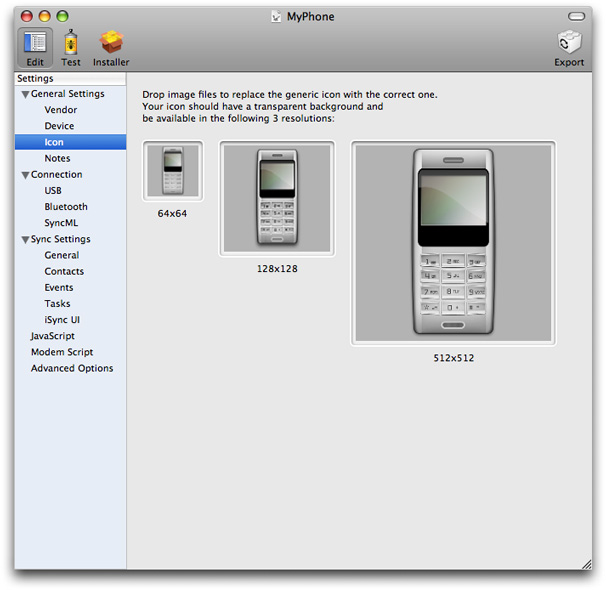 MyPhone
Edit Test Installer Export
Settings
General Settings
Vendor
Device
Icon
Notes
Connection
USB
Bluetooth
SyncML
Sync Settings
General
Contacts
Events
Tasks
iSync UI
JavaScript
Modem Script
Advanced Options
Drop image files to replace the generic icon with the correct one.
Your icon should have a transparent background and
be available in the following 3 resolutions:
64x64
128x128
512x512